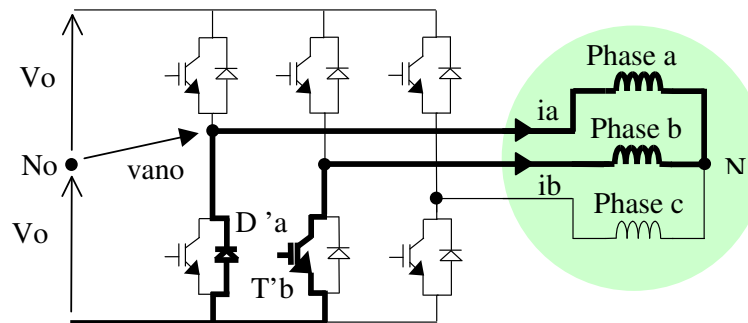 Phase a
Vo
ia
Phase b
No
vano
N
ib
Phase c
Vo
D'a
T'b